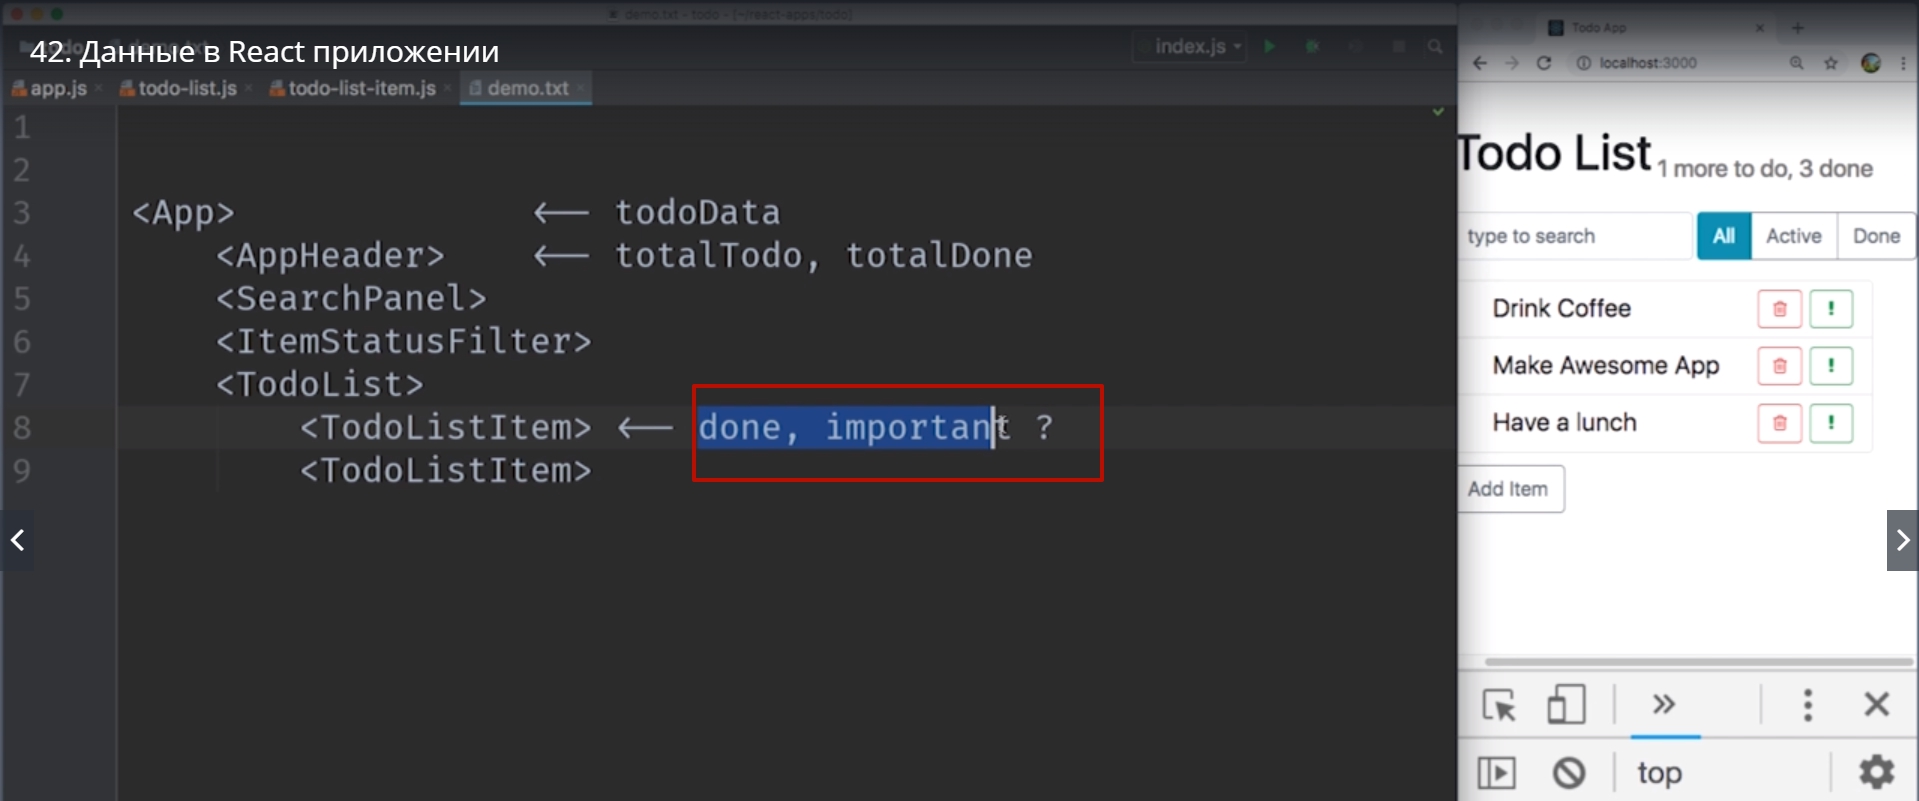 demo.txt - todo - [~/react-apps/todo]
42. Данные в React приложении
index.js
app.js
todo-list.js
todo-list-item.js
demo.txt
1
2
3 <App> ⟵ todoData
4 <AppHeader> ⟵ totalTodo, totalDone
5 <SearchPanel>
6 <ItemStatusFilter>
7 <TodoList>
8 <TodoListItem> ⟵ done, important ?
9 <TodoListItem>
Todo App
localhost:3000
Todo List 1 more to do, 3 done
type to search
All
Active
Done
Drink Coffee
Make Awesome App
Have a lunch
Add Item
top